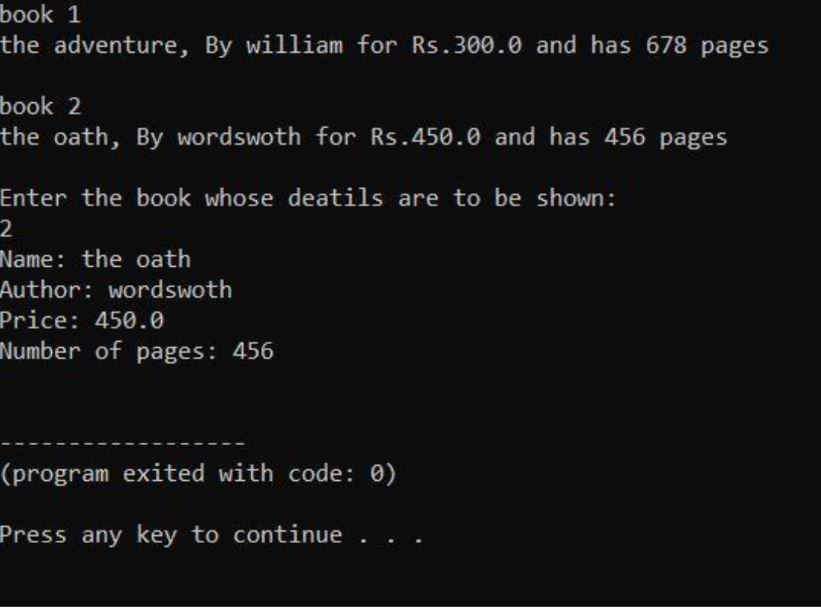 book 1
the adventure, By william for Rs.300.0 and has 678 pages
book 2
the oath, By wordswoth for Rs.450.0 and has 456 pages
Enter the book whose deatils are to be shown:
2
Name: the oath
Author: wordswoth
Price: 450.0
Number of pages: 456
------------------
(program exited with code: 0)
Press any key to continue . . .